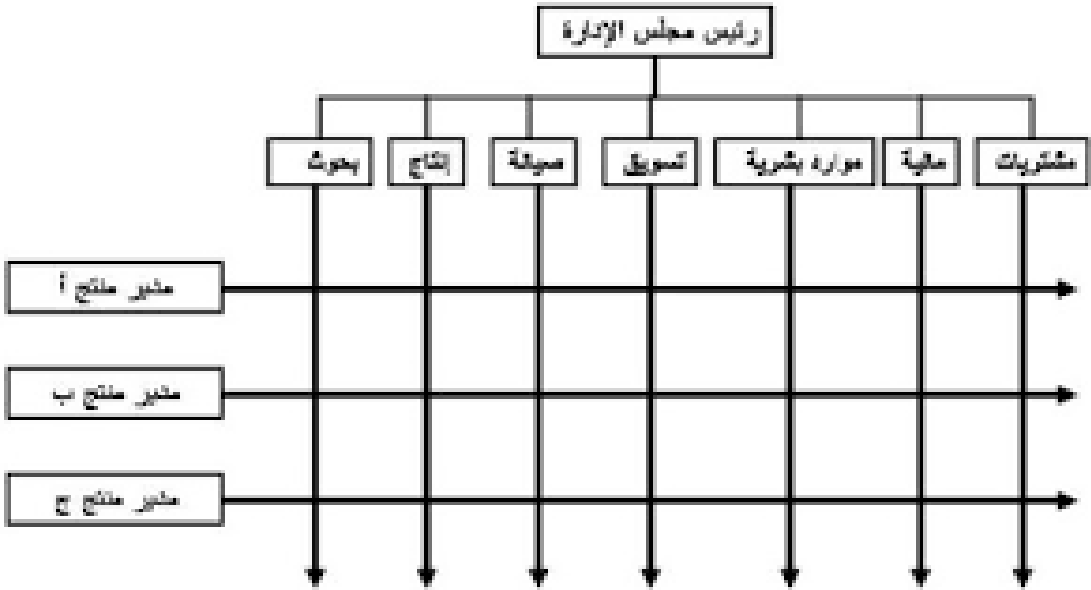 رئيس مجلس الإدارة
مشتريات
مالية
موارد بشرية
تسويق
صيانة
إنتاج
بحوث
مدير منتج أ
مدير منتج ب
مدير منتج ج